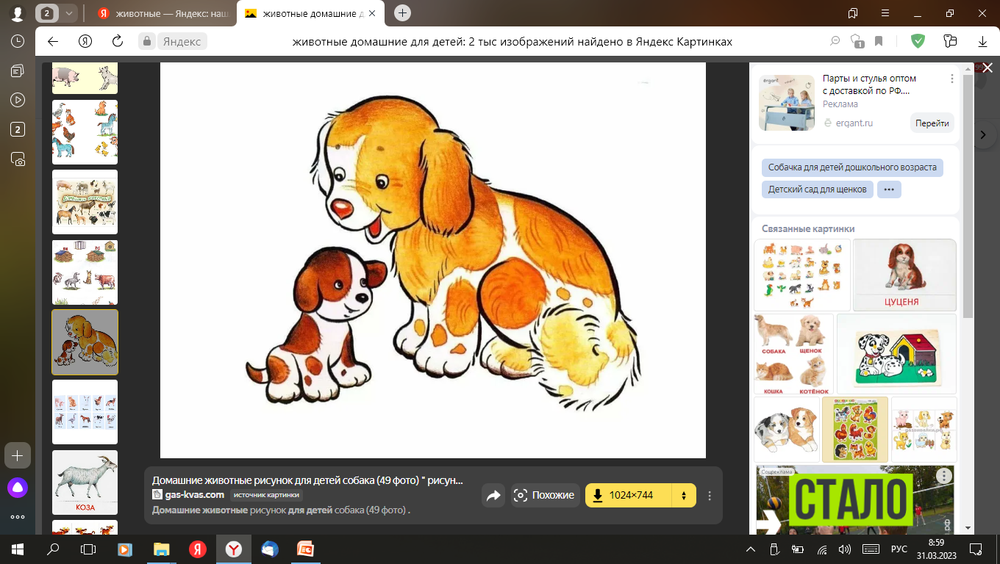 2
животные — Яндекс: наш
животные домашние д
Яндекс
животные домашние для детей: 2 тыс изображений найдено в Яндекс Картинках
1
2
КОЗА
Домашние животные рисунок для детей собака (49 фото) " рисун...
gas-kvas.com
источник картинки
Домашние животные рисунок для детей собака (49 фото) .
Похожие
1024×744
ergant
Парты и стулья оптом
с доставкой по РФ....
Реклама
ergant.ru
Перейти
Собачка для детей дошкольного возраста
Детский сад для щенков
Связанные картинки
ЦУЦЕНЯ
СОБАКА
ЩЕНОК
КОШКА
КОТЁНОК
Соцреклама
СТАЛО
РУС
8:59
31.03.2023